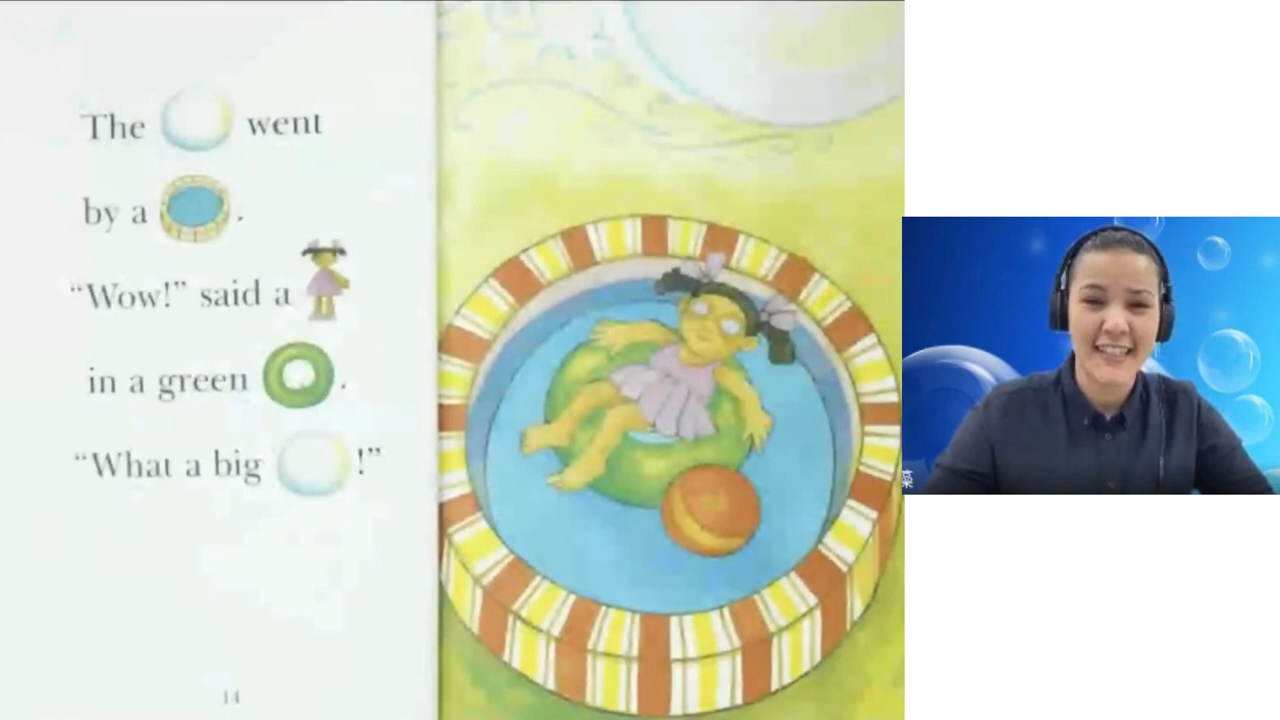 The went
by a .
“Wow!” said a
in a green .
“What a big !”
14